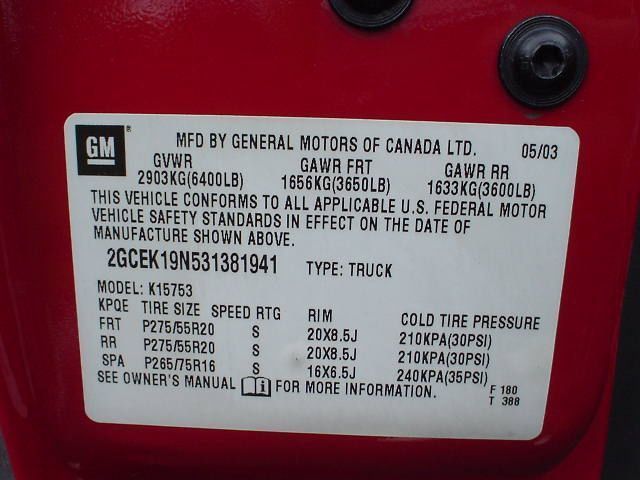 GM
MFD BY GENERAL MOTORS OF CANADA LTD. 05/03
GVWR GAWR FRT GAWR RR
2903KG(6400LB) 1656KG(3650LB) 1633KG(3600LB)
THIS VEHICLE CONFORMS TO ALL APPLICABLE U.S. FEDERAL MOTOR
VEHICLE SAFETY STANDARDS IN EFFECT ON THE DATE OF
MANUFACTURE SHOWN ABOVE.
2GCEK19N531381941 TYPE: TRUCK
MODEL: K15753
KPQE TIRE SIZE SPEED RTG RIM COLD TIRE PRESSURE
FRT P275/55R20 S 20X8.5J 210KPA(30PSI)
RR P275/55R20 S 20X8.5J 210KPA(30PSI)
SPA P265/75R16 S 16X6.5J 240KPA(35PSI)
SEE OWNER'S MANUAL i FOR MORE INFORMATION. F 180
T 388